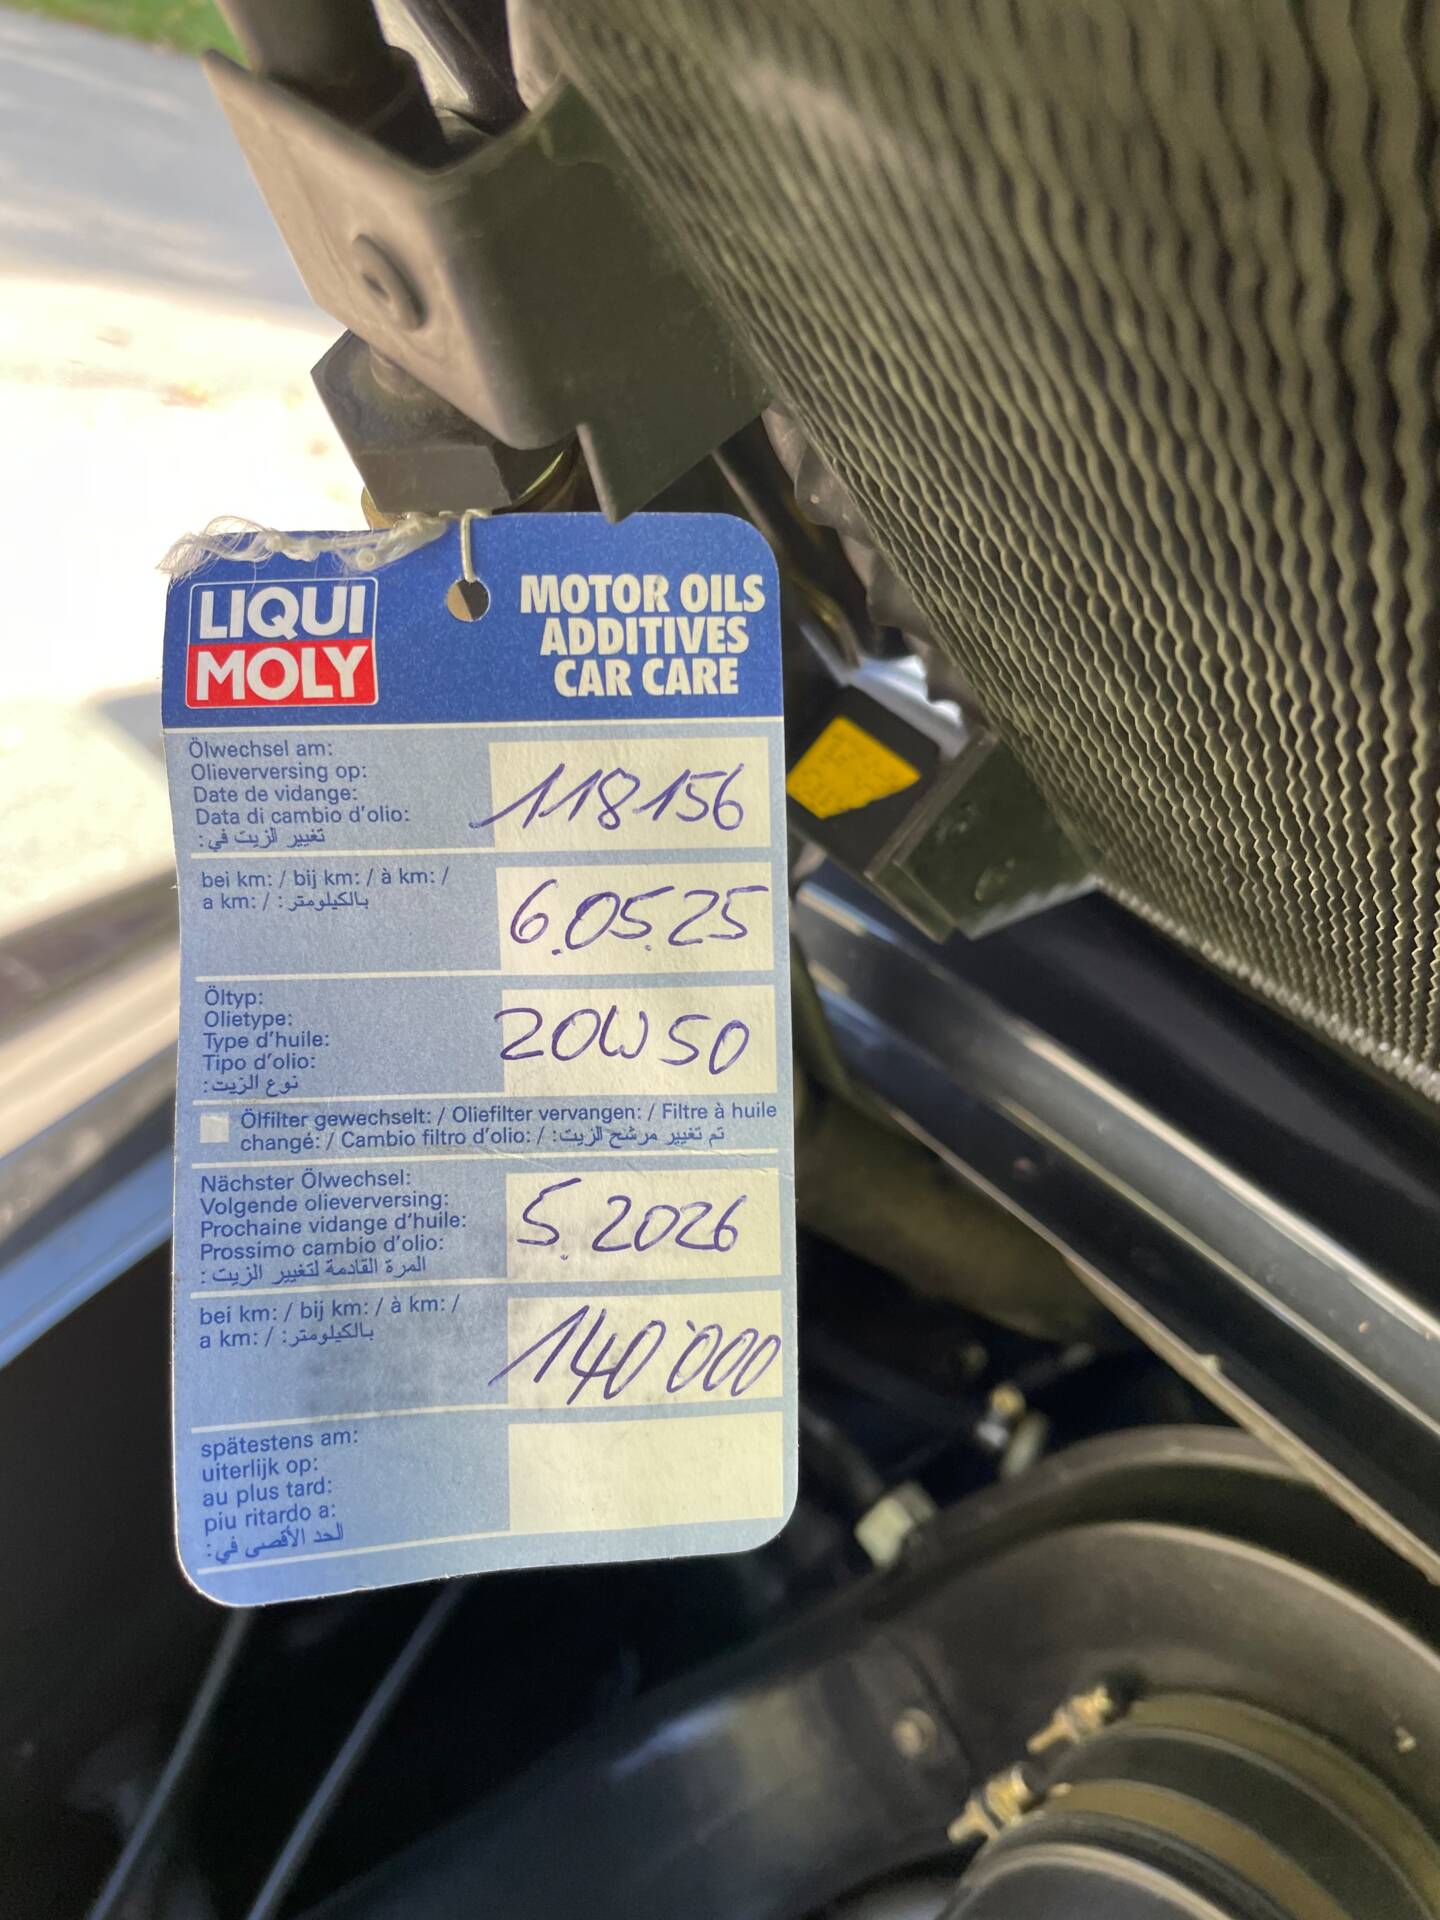 LIQUI
MOLY
MOTOR OILS
ADDITIVES
CAR CARE
Ölwechsel am:
Olieverversing op:
Date de vidange:
Data di cambio d'olio:
تغيير الزيت في:
118156
bei km: / bij km: / à km: /
a km: / بالكيلومتر:
6.05.25
Öltyp:
Olietype:
Type d'huile:
Tipo d'olio:
نوع الزيت:
20W50
Ölfilter gewechselt: / Oliefilter vervangen: / Filtre à huile
changé: / Cambio filtro d'olio: / تم تغيير مرشح الزيت:
Nächster Ölwechsel:
Volgende olieverversing:
Prochaine vidange d'huile:
Prossimo cambio d'olio:
المرة القادمة لتغيير الزيت:
5.2026
bei km: / bij km: / à km: /
a km: / بالكيلومتر:
140'000
spätestens am:
uiterlijk op:
au plus tard:
piu ritardo a:
الحد الأقصى في: